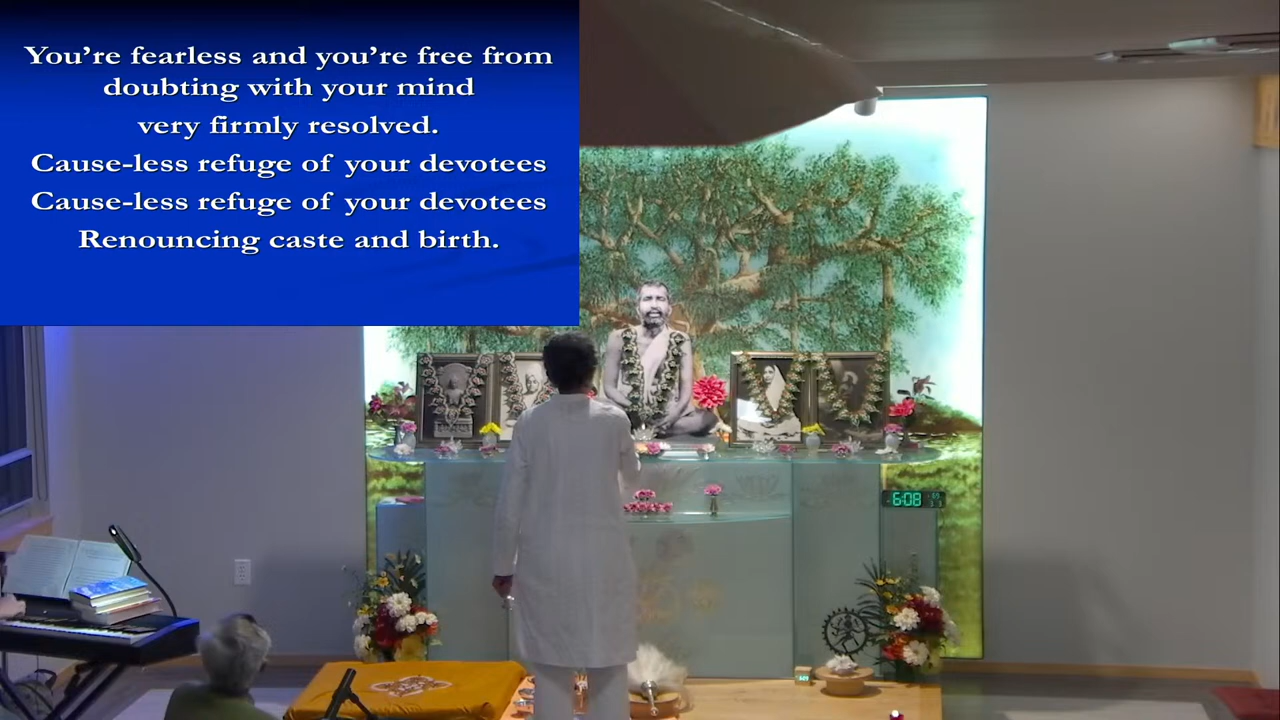 You're fearless and you're free from
doubting with your mind
very firmly resolved.
Cause-less refuge of your devotees
Cause-less refuge of your devotees
Renouncing caste and birth.
6:08